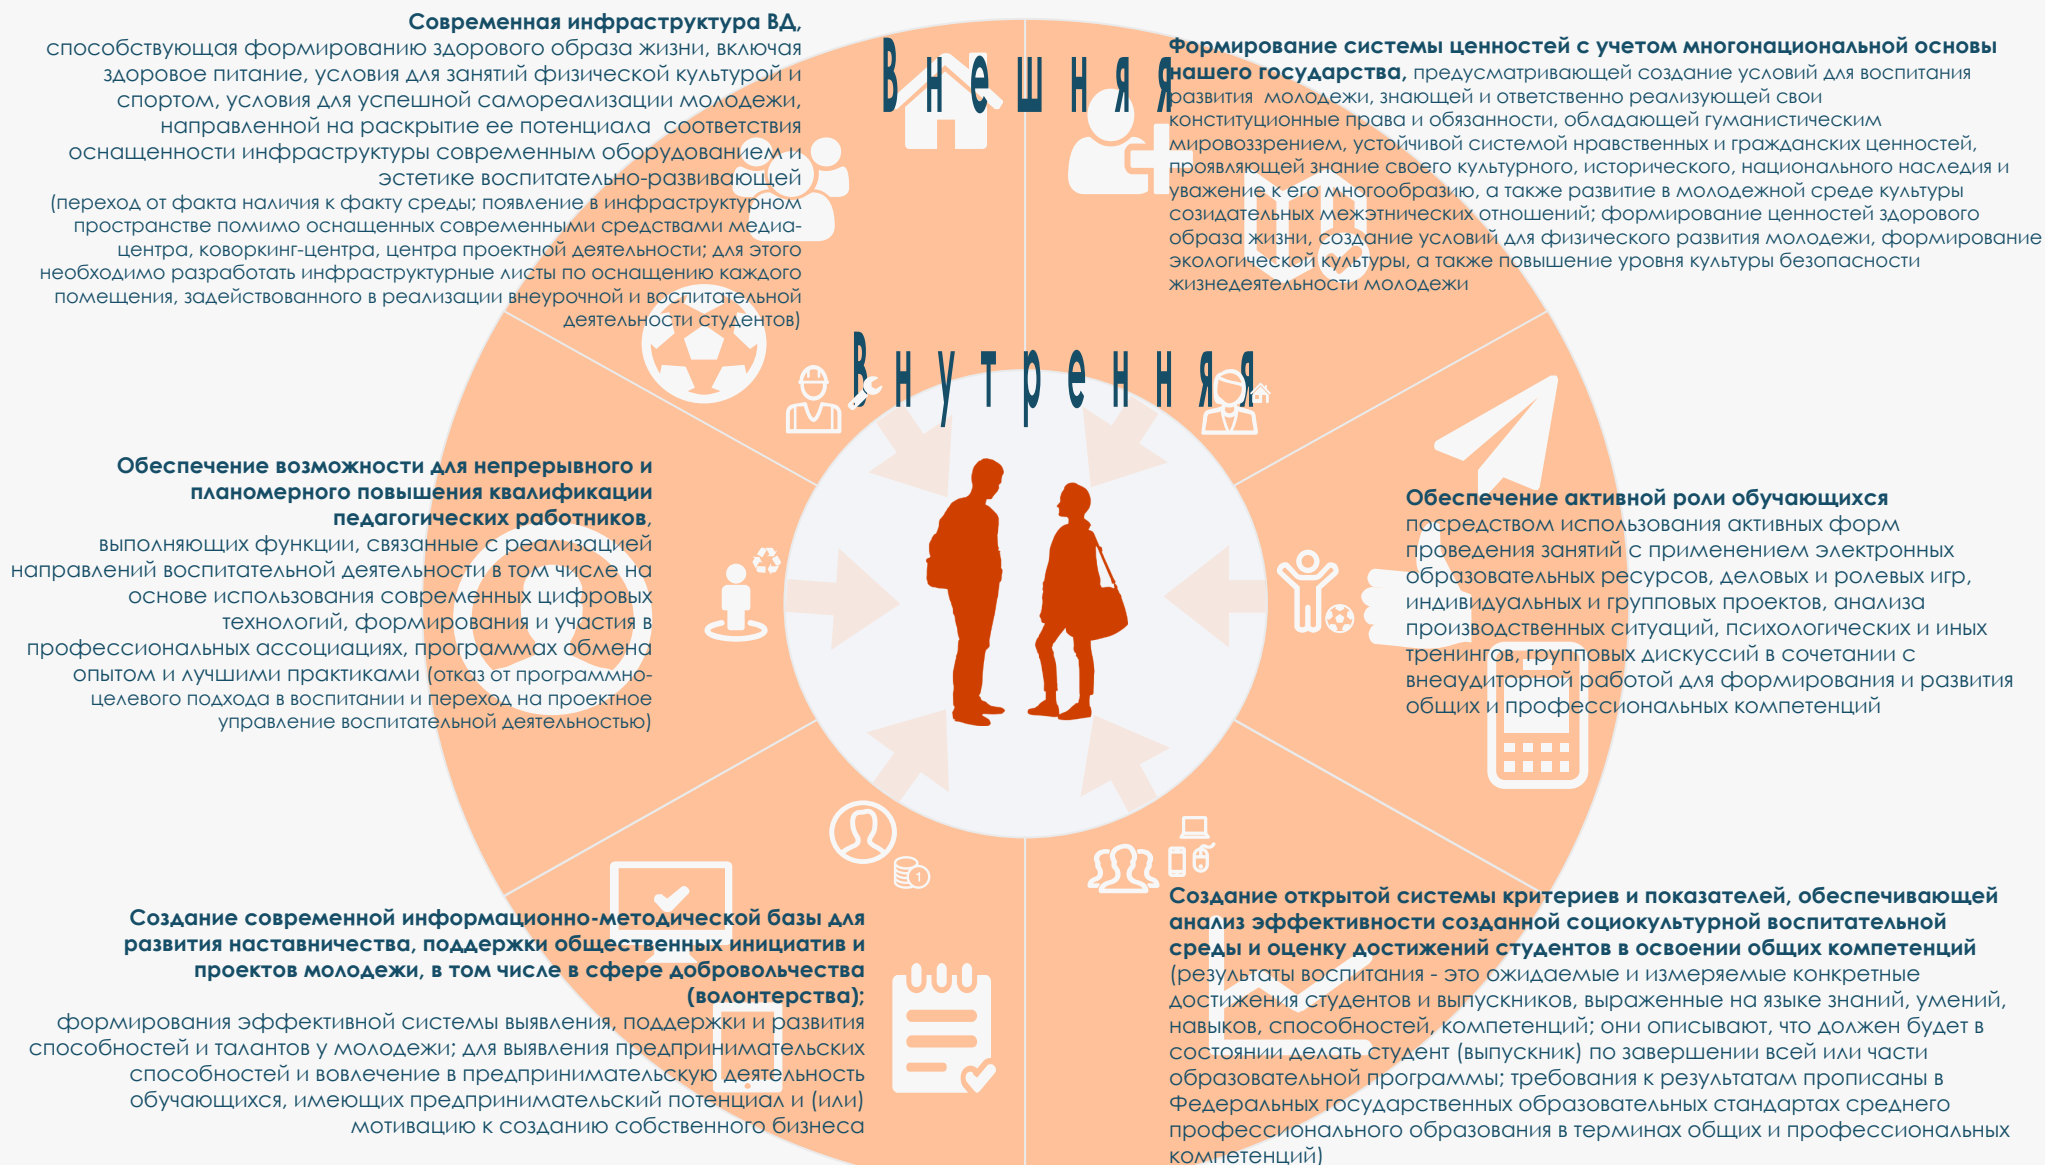 Внешняя
Современная инфраструктура ВД,
способствующая формированию здорового образа жизни, включая
здоровое питание, условия для занятий физической культурой и
спортом, условия для успешной самореализации молодежи,
направленной на раскрытие ее потенциала соответствия
оснащенности инфраструктуры современным оборудованием и
эстетике воспитательно-развивающей
(переход от факта наличия к факту среды; появление в инфраструктурном
пространстве помимо оснащенных современными средствами медиа-
центра, коворкинг-центра, центра проектной деятельности; для этого
необходимо разработать инфраструктурные листы по оснащению каждого
помещения, задействованного в реализации внеурочной и воспитательной
деятельности студентов)
Формирование системы ценностей с учетом многонациональной основы
нашего государства, предусматривающей создание условий для воспитания
развития молодежи, знающей и ответственно реализующей свои
конституционные права и обязанности, обладающей гуманистическим
мировоззрением, устойчивой системой нравственных и гражданских ценностей,
проявляющей знание своего культурного, исторического, национального наследия и
уважение к его многообразию, а также развитие в молодежной среде культуры
созидательных межэтнических отношений; формирование ценностей здорового
образа жизни, создание условий для физического развития молодежи, формирование
экологической культуры, а также повышение уровня культуры безопасности
жизнедеятельности молодежи
Внутренняя
Обеспечение возможности для непрерывного и
планомерного повышения квалификации
педагогических работников,
выполняющих функции, связанные с реализацией
направлений воспитательной деятельности в том числе на
основе использования современных цифровых
технологий, формирования и участия в
профессиональных ассоциациях, программах обмена
опытом и лучшими практиками (отказ от программно-
целевого подхода в воспитании и переход на проектное
управление воспитательной деятельностью)
Обеспечение активной роли обучающихся
посредством использования активных форм
проведения занятий с применением электронных
образовательных ресурсов, деловых и ролевых игр,
индивидуальных и групповых проектов, анализа
производственных ситуаций, психологических и иных
тренингов, групповых дискуссий в сочетании с
внеаудиторной работой для формирования и развития
общих и профессиональных компетенций
1
Создание современной информационно-методической базы для
развития наставничества, поддержки общественных инициатив и
проектов молодежи, в том числе в сфере добровольчества
(волонтерства);
формирования эффективной системы выявления, поддержки и развития
способностей и талантов у молодежи; для выявления предпринимательских
способностей и вовлечение в предпринимательскую деятельность
обучающихся, имеющих предпринимательский потенциал и (или)
мотивацию к созданию собственного бизнеса
Создание открытой системы критериев и показателей, обеспечивающей
анализ эффективности созданной социокультурной воспитательной
среды и оценку достижений студентов в освоении общих компетенций
(результаты воспитания - это ожидаемые и измеряемые конкретные
достижения студентов и выпускников, выраженные на языке знаний, умений,
навыков, способностей, компетенций; они описывают, что должен будет в
состоянии делать студент (выпускник) по завершении всей или части
образовательной программы; требования к результатам прописаны в
Федеральных государственных образовательных стандартах среднего
профессионального образования в терминах общих и профессиональных
компетенций)